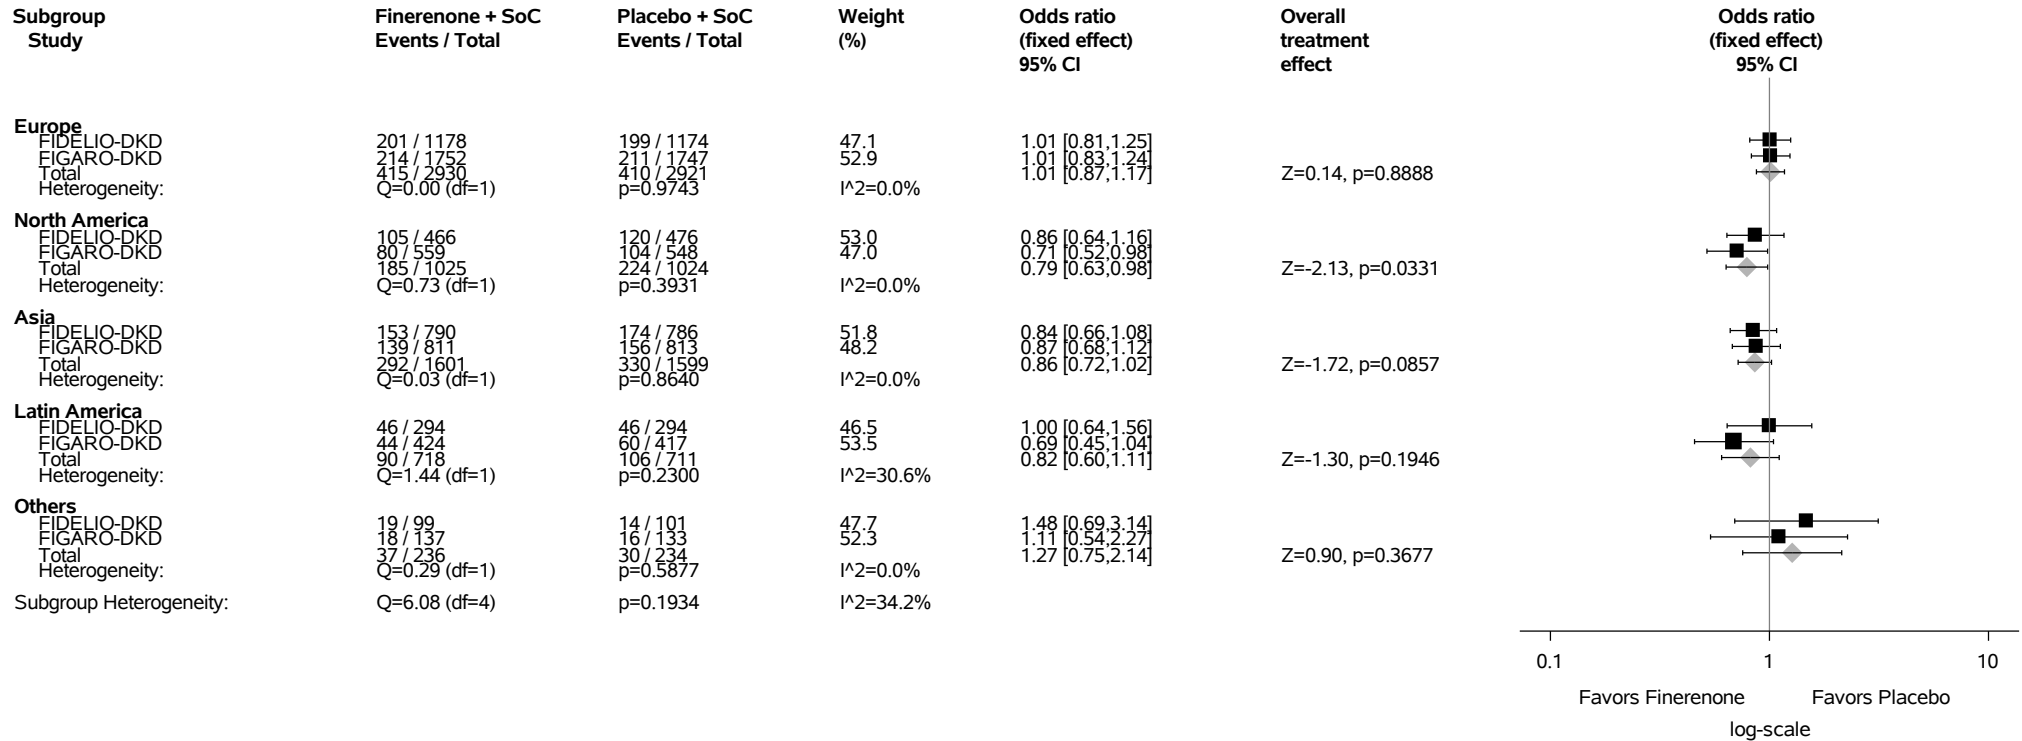 Subgroup Finerenone + SoC Placebo + SoC Weight Odds ratio Overall Odds ratio
Study Events / Total Events / Total (%) (fixed effect) treatment (fixed effect)
95% CI effect 95% CI
Europe
FIDELIO-DKD 201 / 1178 199 / 1174 47.1 1.01 [0.81,1.25]
FIGARO-DKD 214 / 1752 211 / 1747 52.9 1.01 [0.83,1.24]
Total 415 / 2930 410 / 2921 1.01 [0.87,1.17] Z=0.14, p=0.8888
Heterogeneity: Q=0.00 (df=1) p=0.9743 I^2=0.0%
North America
FIDELIO-DKD 105 / 466 120 / 476 53.0 0.86 [0.64,1.16]
FIGARO-DKD 80 / 559 104 / 548 47.0 0.71 [0.52,0.98]
Total 185 / 1025 224 / 1024 0.79 [0.63,0.98] Z=-2.13, p=0.0331
Heterogeneity: Q=0.73 (df=1) p=0.3931 I^2=0.0%
Asia
FIDELIO-DKD 153 / 790 174 / 786 51.8 0.84 [0.66,1.08]
FIGARO-DKD 139 / 811 156 / 813 48.2 0.87 [0.68,1.12]
Total 292 / 1601 330 / 1599 0.86 [0.72,1.02] Z=-1.72, p=0.0857
Heterogeneity: Q=0.03 (df=1) p=0.8640 I^2=0.0%
Latin America
FIDELIO-DKD 46 / 294 46 / 294 46.5 1.00 [0.64,1.56]
FIGARO-DKD 44 / 424 60 / 417 53.5 0.69 [0.45,1.04]
Total 90 / 718 106 / 711 0.82 [0.60,1.11] Z=-1.30, p=0.1946
Heterogeneity: Q=1.44 (df=1) p=0.2300 I^2=30.6%
Others
FIDELIO-DKD 19 / 99 14 / 101 47.7 1.48 [0.69,3.14]
FIGARO-DKD 18 / 137 16 / 133 52.3 1.11 [0.54,2.27]
Total 37 / 236 30 / 234 1.27 [0.75,2.14] Z=0.90, p=0.3677
Heterogeneity: Q=0.29 (df=1) p=0.5877 I^2=0.0%
Subgroup Heterogeneity: Q=6.08 (df=4) p=0.1934 I^2=34.2%
0.1 1 10
Favors Finerenone Favors Placebo
log-scale